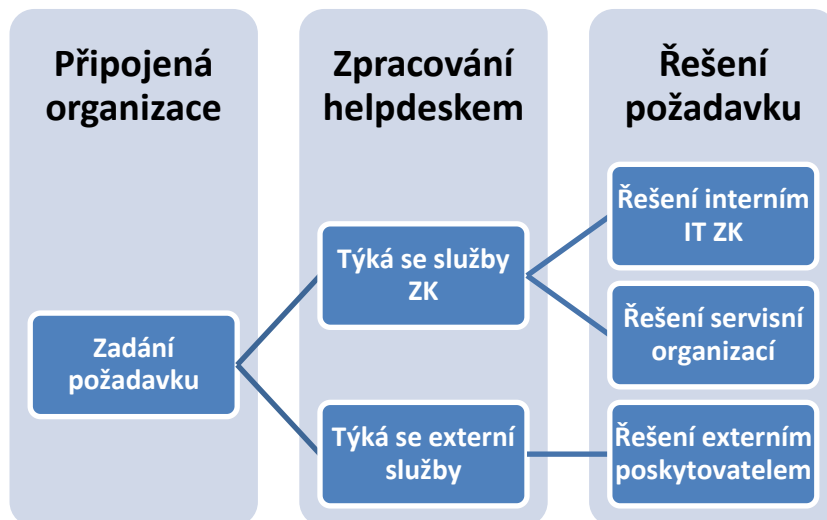 Připojená
organizace
Zadání
požadavku
Zpracování
helpdeskem
Týká se služby
ZK
Týká se externí
služby
Řešení
požadavku
Řešení interním
IT ZK
Řešení servisní
organizací
Řešení externím
poskytovatelem